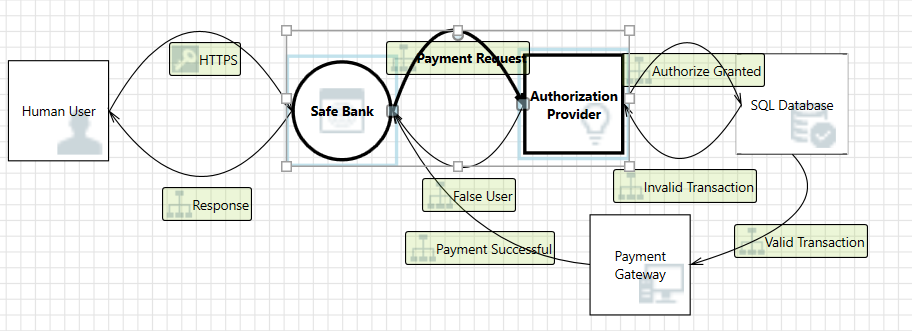 HTTPS
Payment Request
Authorize Granted
Human User
Safe Bank
Authorization
Provider
SQL Database
Response
False User
Invalid Transaction
Payment Successful
Payment
Gateway
Valid Transaction